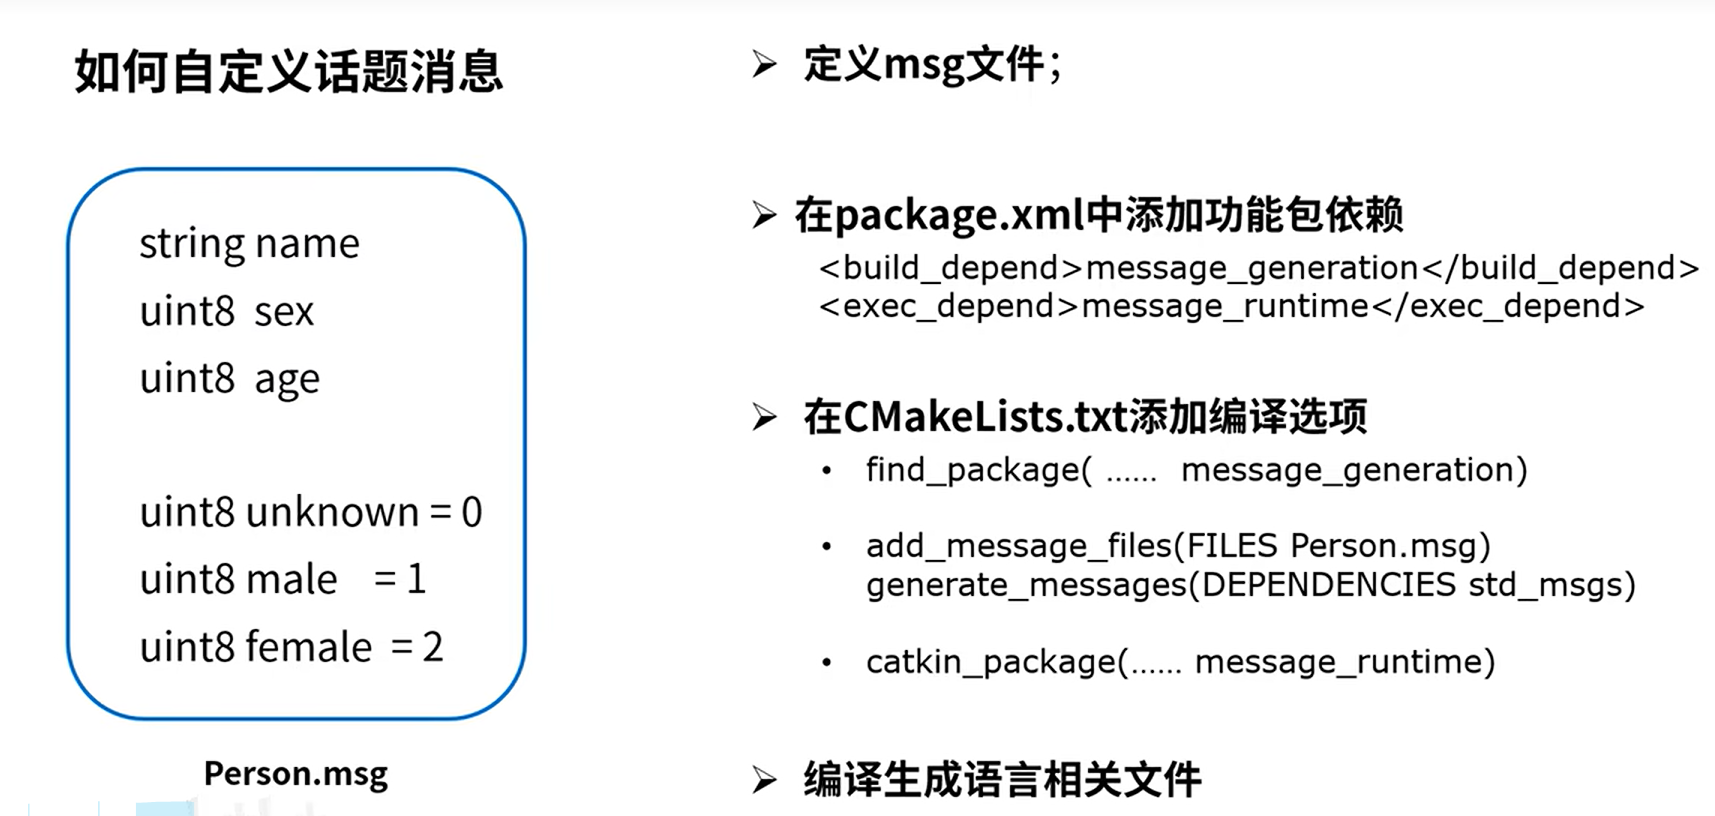 如何自定义话题消息
string name
uint8 sex
uint8 age
uint8 unknown = 0
uint8 male = 1
uint8 female = 2
Person.msg
➢ 定义msg文件；
➢ 在package.xml中添加功能包依赖
<build_depend>message_generation</build_depend>
<exec_depend>message_runtime</exec_depend>
➢ 在CMakeLists.txt添加编译选项
• find_package( …… message_generation)
• add_message_files(FILES Person.msg)
generate_messages(DEPENDENCIES std_msgs)
• catkin_package(…… message_runtime)
➢ 编译生成语言相关文件